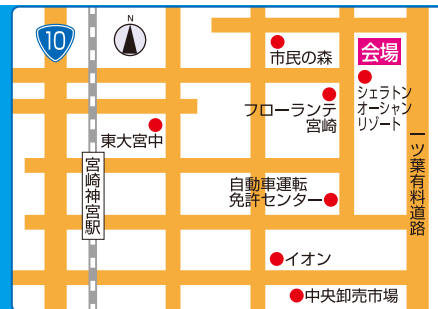 10
N
市民の森
会場
シェラトン
オーシャン
リゾート
フローランテ
宮崎
東大宮中
一ツ葉有料道路
宮崎神宮駅
自動車運転
免許センター
イオン
中央卸売市場